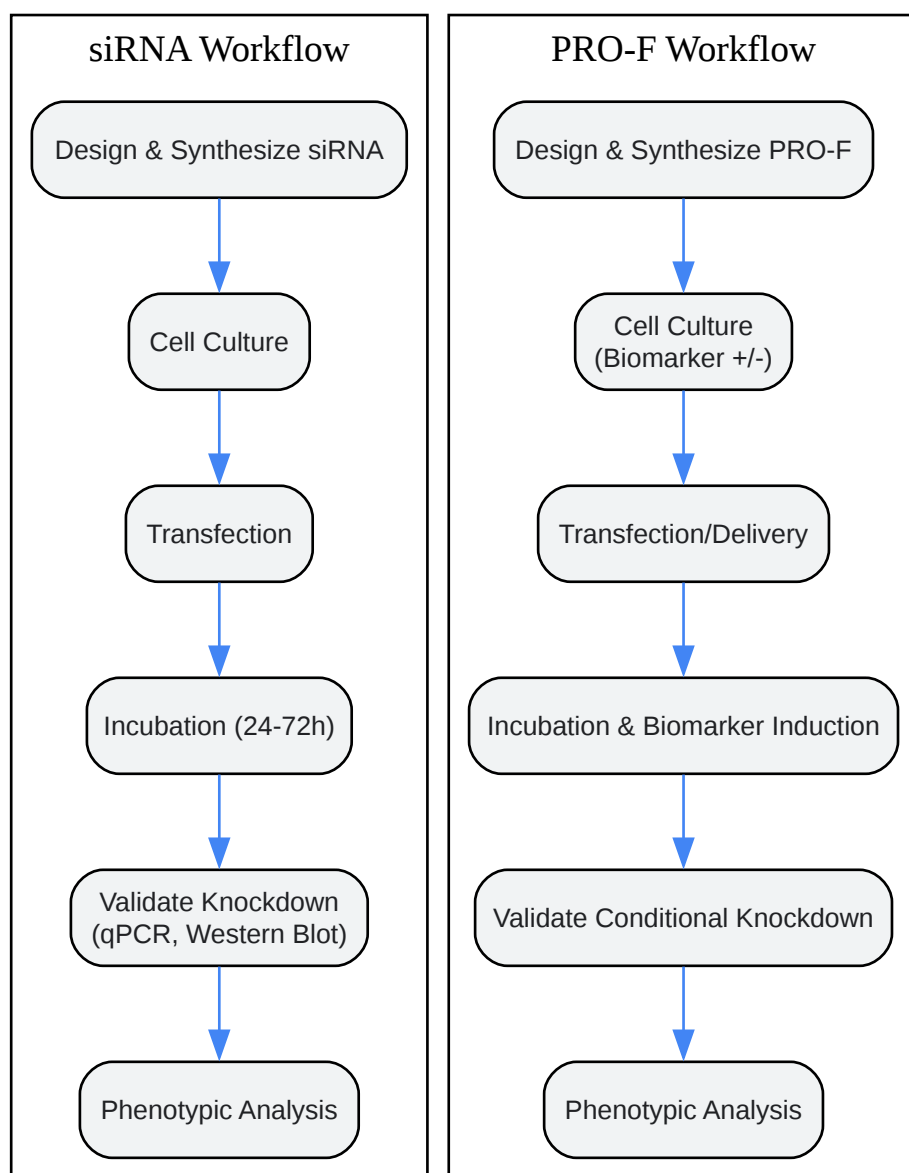 siRNA Workflow
Design & Synthesize siRNA
Cell Culture
Transfection
Incubation (24-72h)
Validate Knockdown
(qPCR, Western Blot)
Phenotypic Analysis
PRO-F Workflow
Design & Synthesize PRO-F
Cell Culture
(Biomarker +/-)
Transfection/Delivery
Incubation & Biomarker Induction
Validate Conditional Knockdown
Phenotypic Analysis